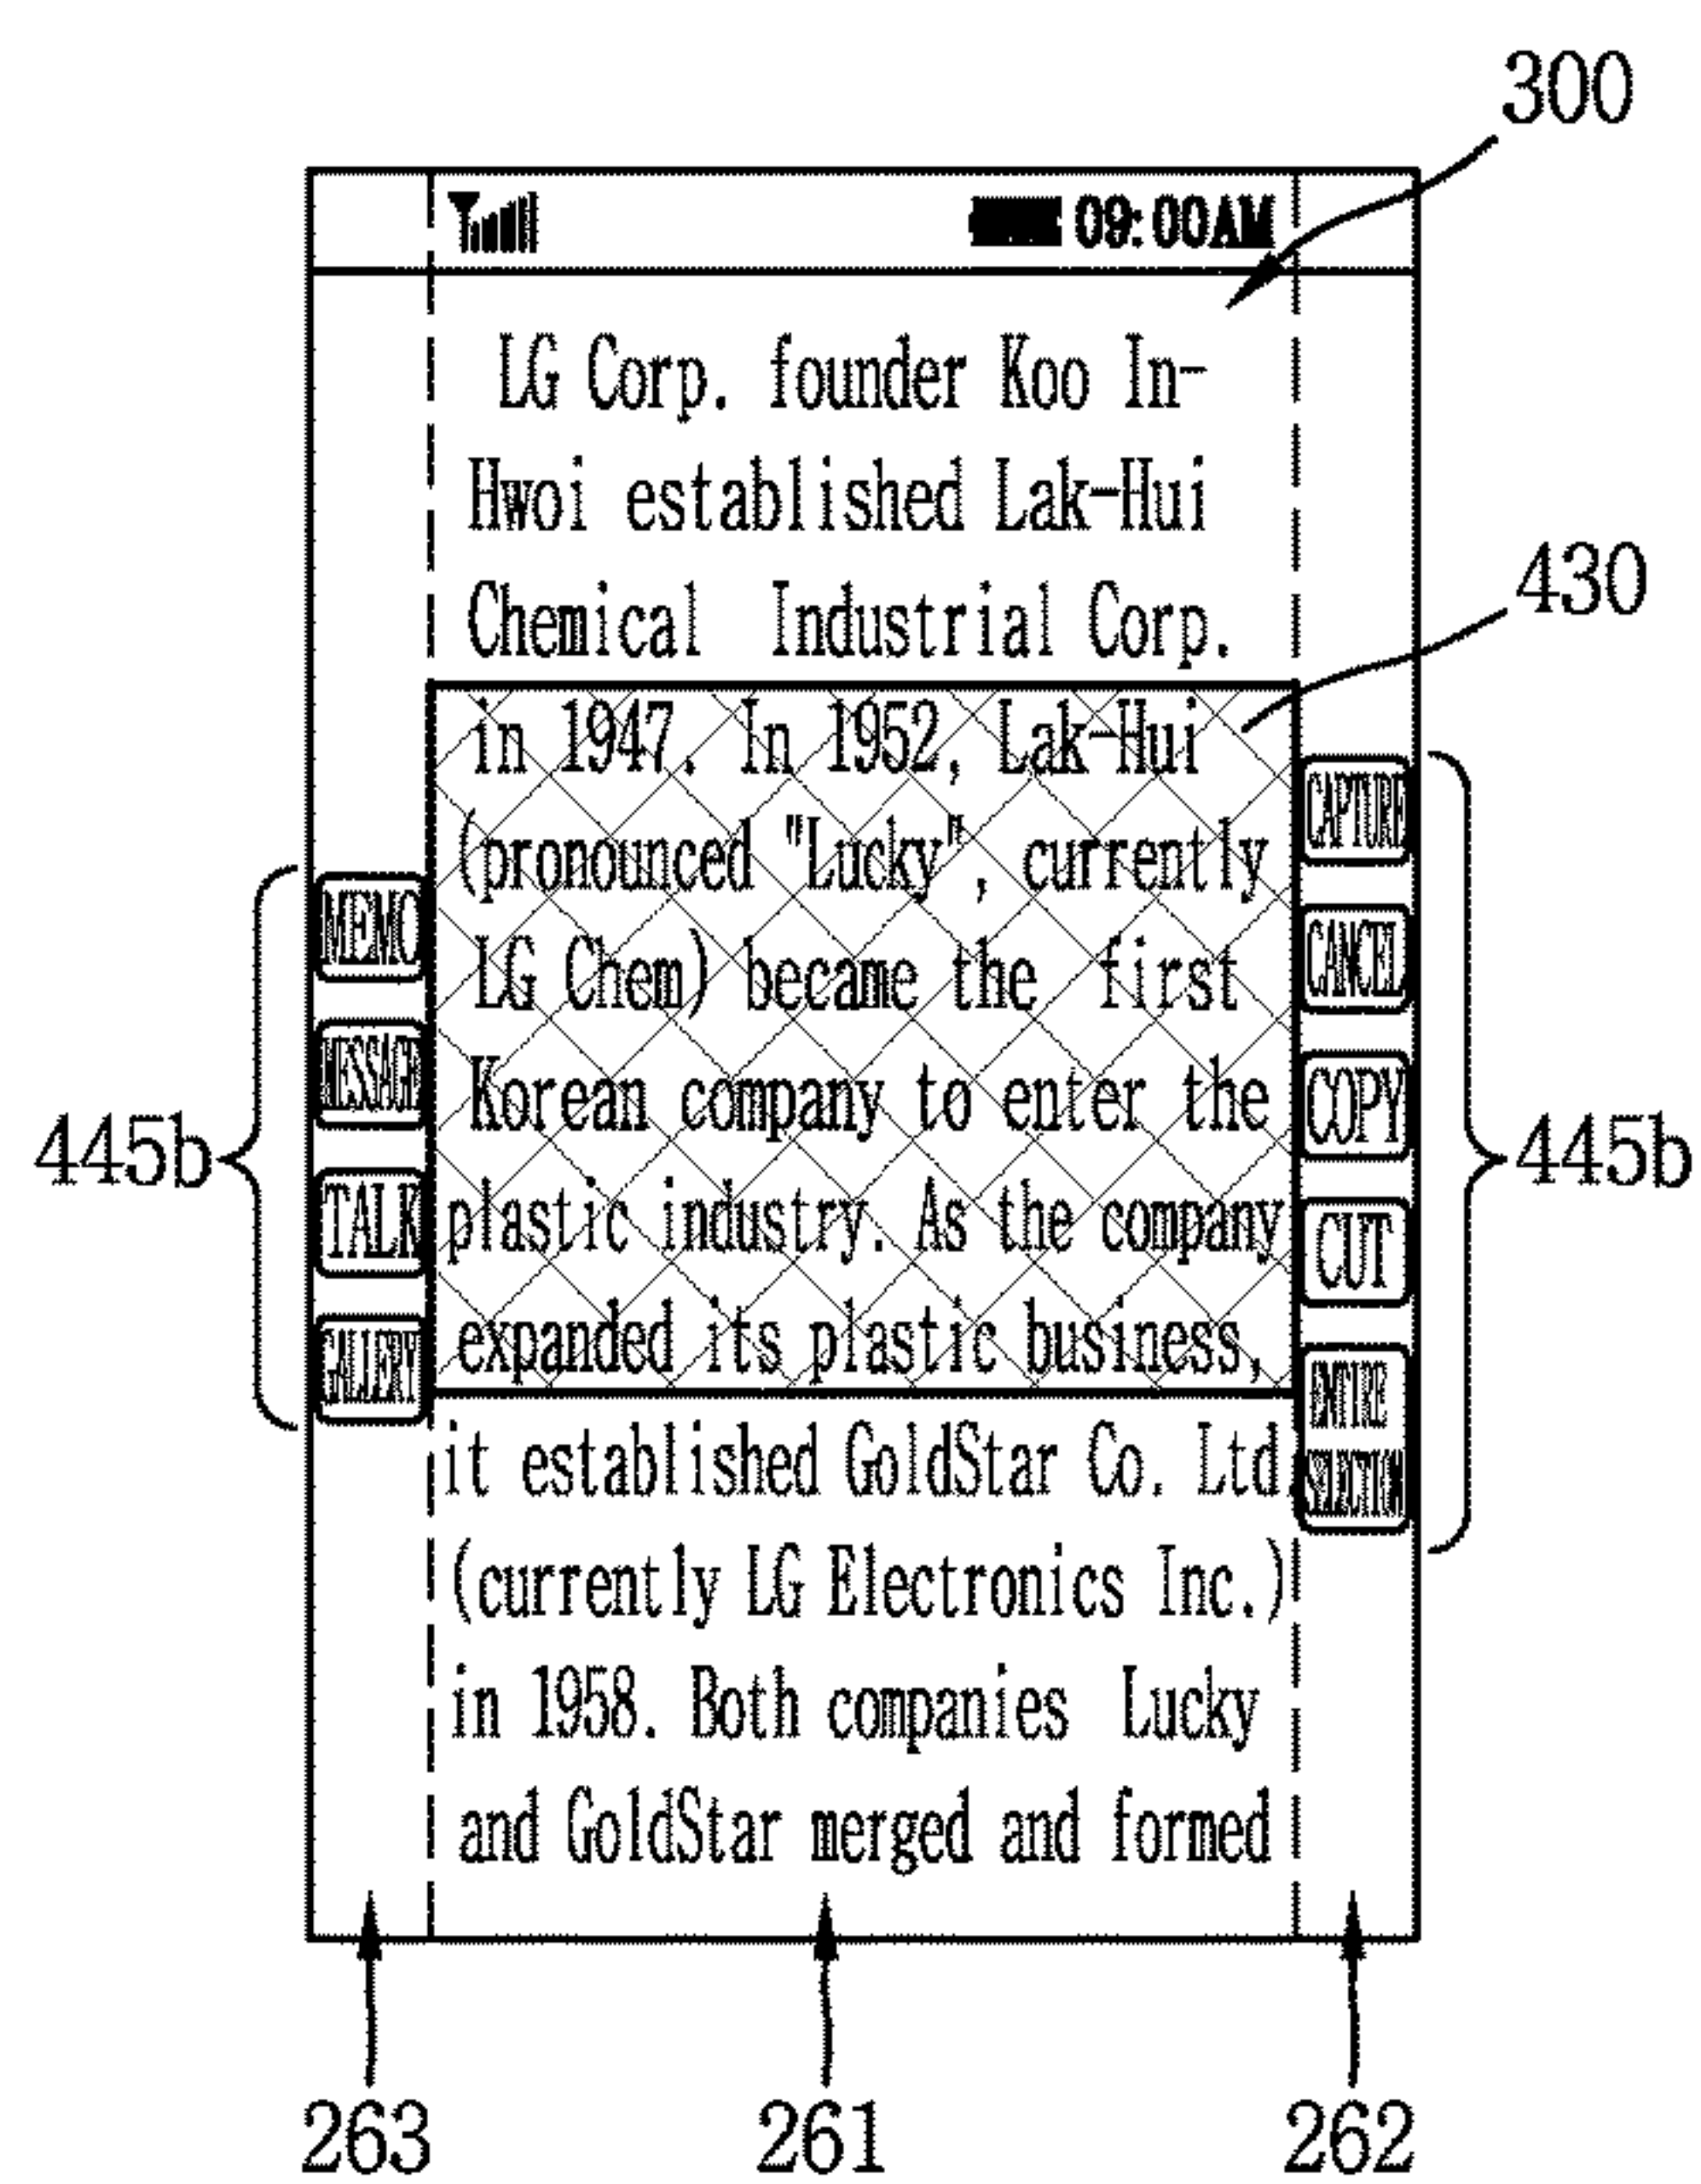 300
09:00AM
LG Corp. founder Koo In-
Hwoi established Lak-Hui
Chemical Industrial Corp.
430
in 1947. In 1952, Lak-Hui
(pronounced "Lucky", currently
LG Chem) became the first
Korean company to enter the
plastic industry. As the company
expanded its plastic business,
it established GoldStar Co. Ltd.
(currently LG Electronics Inc.)
in 1958. Both companies Lucky
and GoldStar merged and formed
445b
MEMO
MESSAGE
TALK
GALLERY
CAPTURE
CANCEL
COPY
CUT
ENTIRE
SELECTION
445b
263
261
262